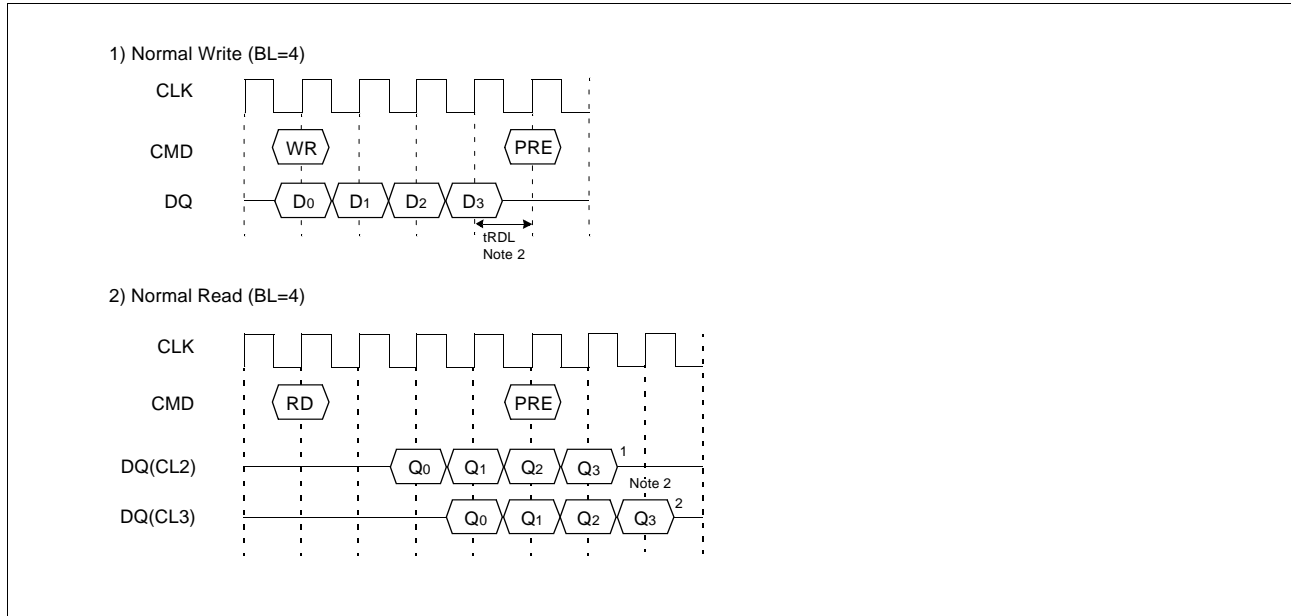 1) Normal Write (BL=4)
CLK
CMD WR PRE
DQ D0 D1 D2 D3
tRDL
Note 2
2) Normal Read (BL=4)
CLK
CMD RD PRE
DQ(CL2) Q0 Q1 Q2 Q3 1
Note 2
DQ(CL3) Q0 Q1 Q2 Q3 2